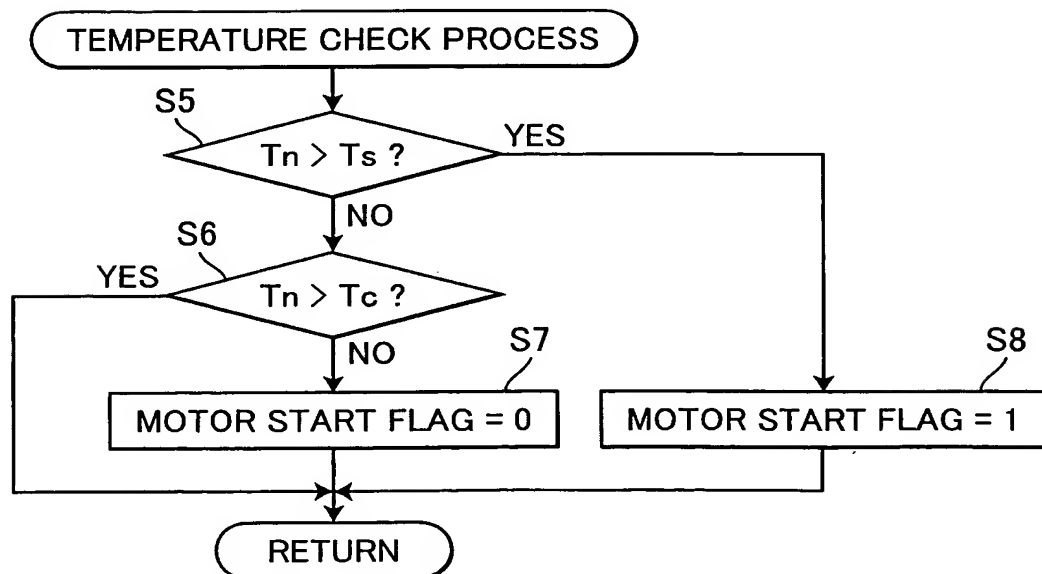 TEMPERATURE CHECK PROCESS
S5
Tn > Ts ?
YES
NO
S6
YES
Tn > Tc ?
NO
S7
S8
MOTOR START FLAG = 0
MOTOR START FLAG = 1
RETURN